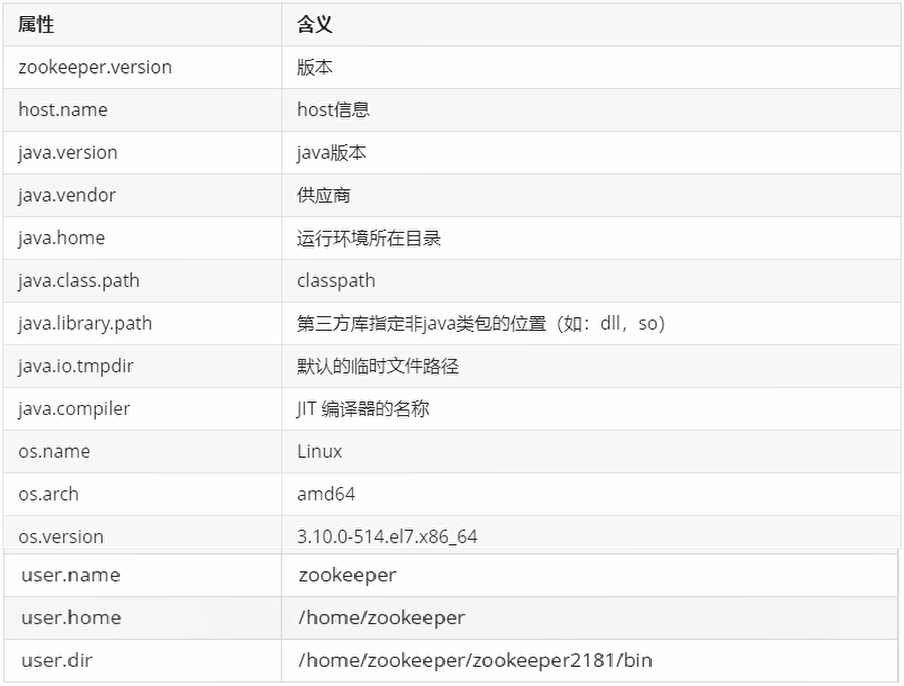 属性 含义
zookeeper.version 版本
host.name host信息
java.version java版本
java.vendor 供应商
java.home 运行环境所在目录
java.class.path classpath
java.library.path 第三方库指定非java类包的位置（如：dll，so）
java.io.tmpdir 默认的临时文件路径
java.compiler JIT 编译器的名称
os.name Linux
os.arch amd64
os.version 3.10.0-514.el7.x86_64
user.name zookeeper
user.home /home/zookeeper
user.dir /home/zookeeper/zookeeper2181/bin